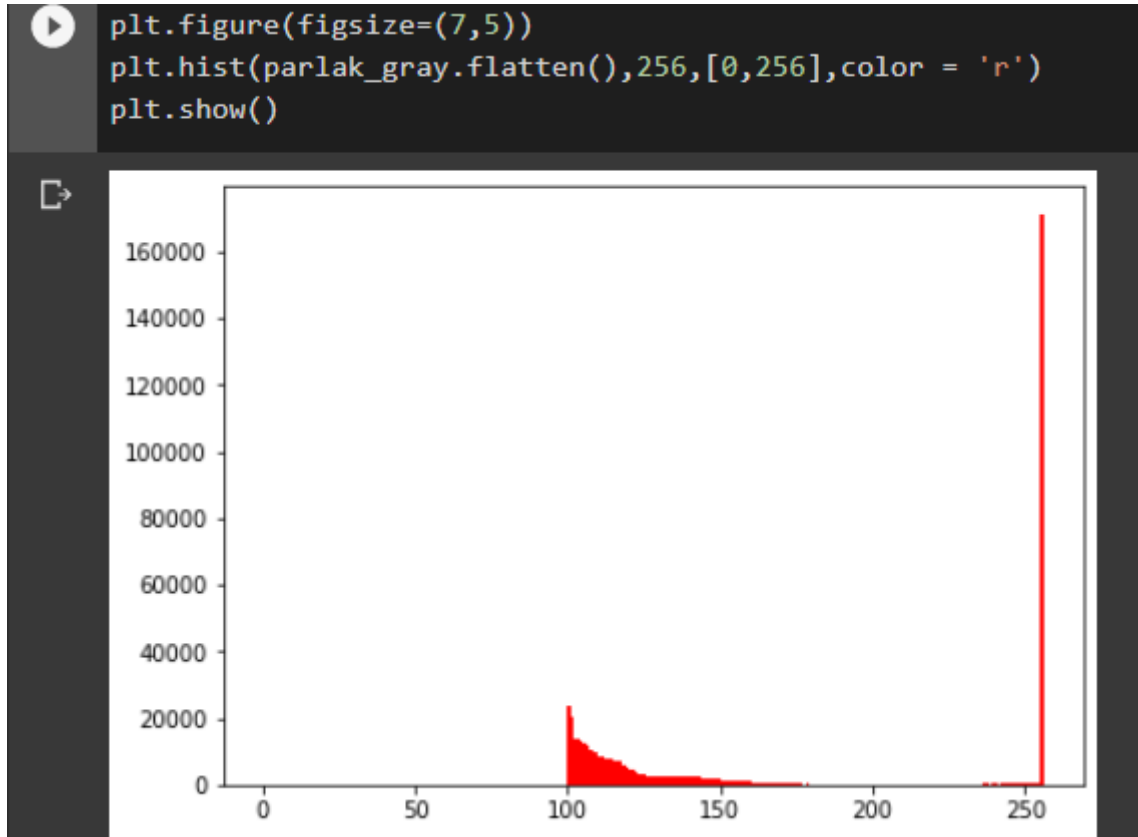 plt.figure(figsize=(7,5))
plt.hist(parlak_gray.flatten(),256,[0,256],color = 'r')
plt.show()
160000
140000
120000
100000
80000
60000
40000
20000
0
0 50 100 150 200 250